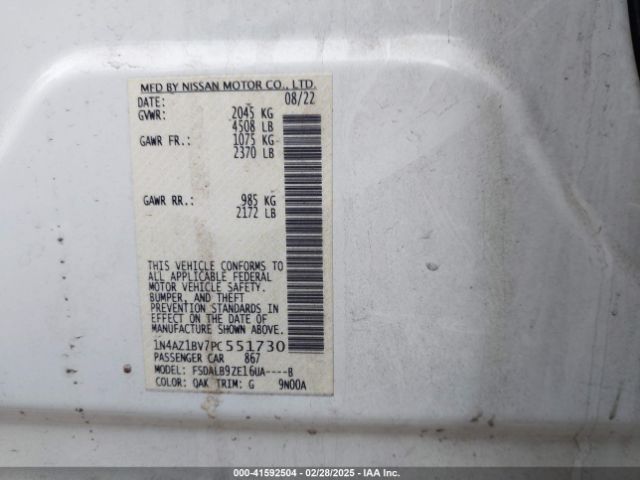 MFD BY NISSAN MOTOR CO., LTD.
DATE: 08/22
GVWR: 2045 KG
4508 LB
GAWR FR.: 1075 KG
2370 LB
GAWR RR.: 985 KG
2172 LB
THIS VEHICLE CONFORMS TO
ALL APPLICABLE FEDERAL
MOTOR VEHICLE SAFETY,
BUMPER, AND THEFT
PREVENTION STANDARDS IN
EFFECT ON THE DATE OF
MANUFACTURE SHOWN ABOVE.
1N4AZ1BV7PC551730
PASSENGER CAR 867
MODEL: FSDALB9ZE16UA----B
COLOR: QAK TRIM: G 9N00A
000-41592504 | 02/28/2025 | IAA Inc.